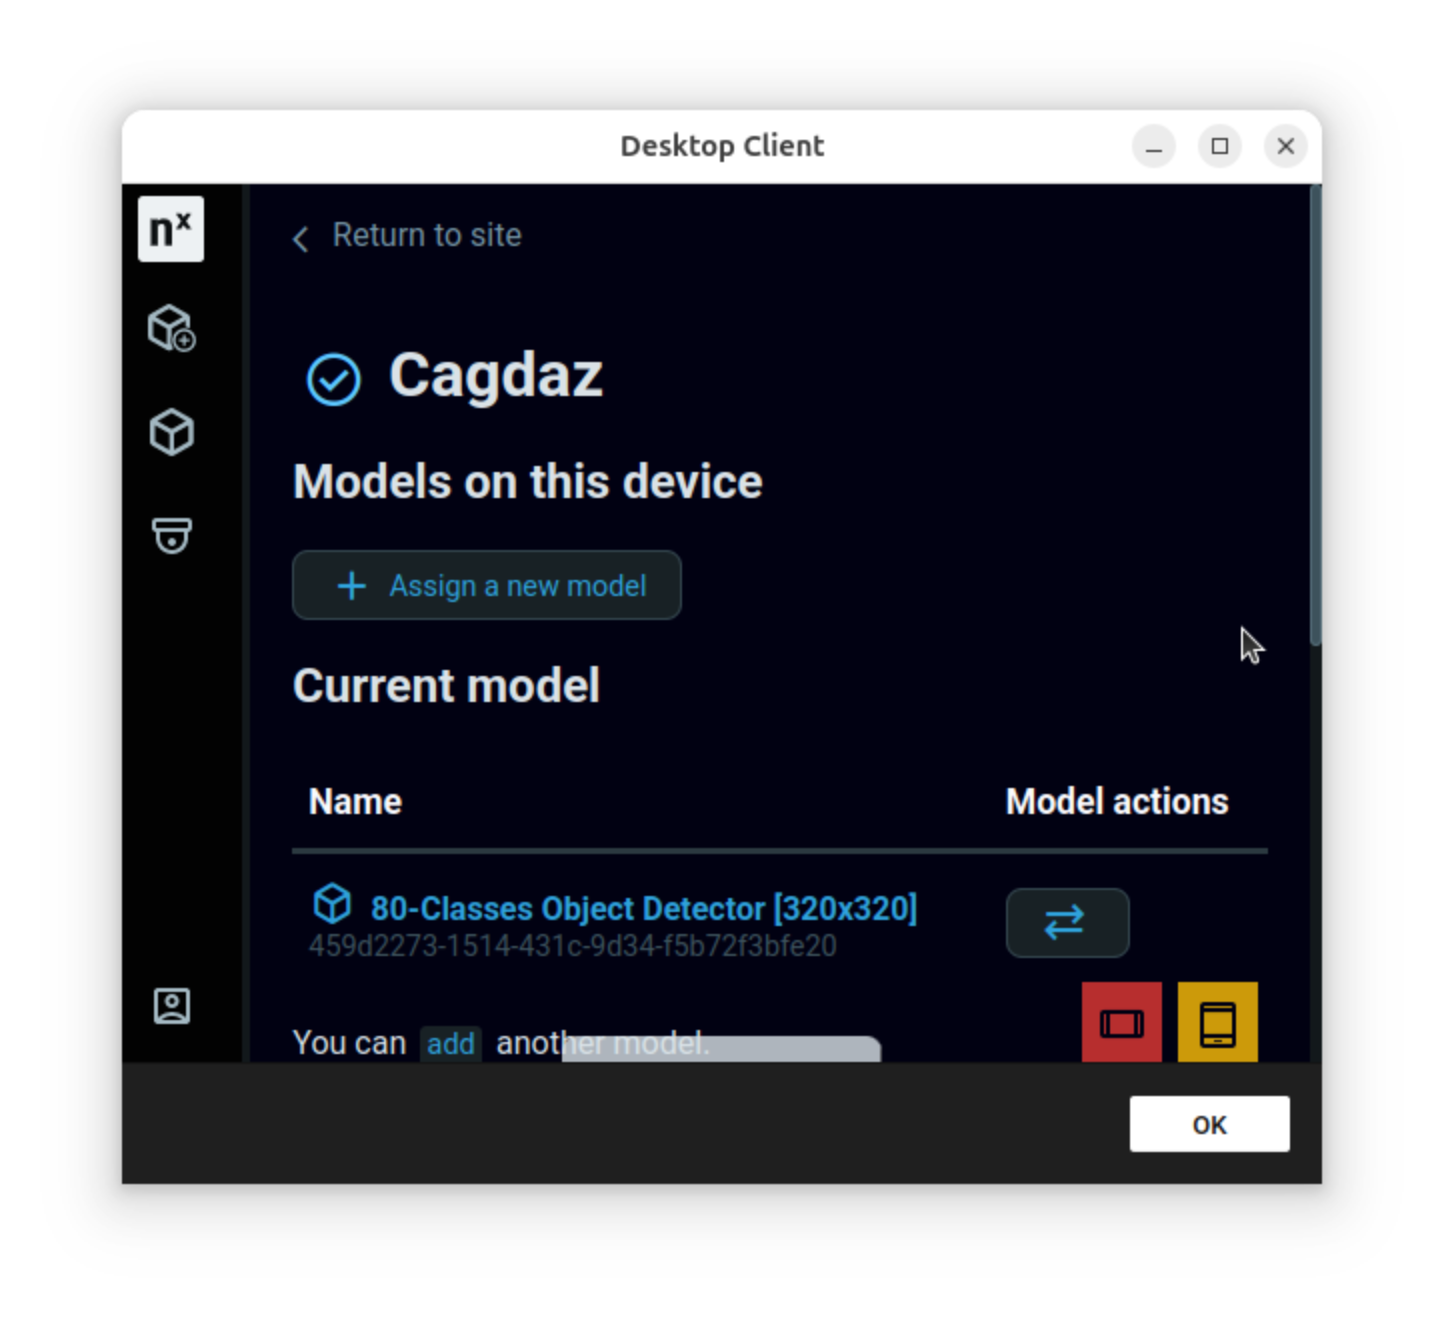 Desktop Client
nx
Return to site
Cagdaz
Models on this device
Assign a new model
Current model
Name Model actions
80-Classes Object Detector [320x320]
459d2273-1514-431c-9d34-f5b72f3bfe20
You can add another model.
OK